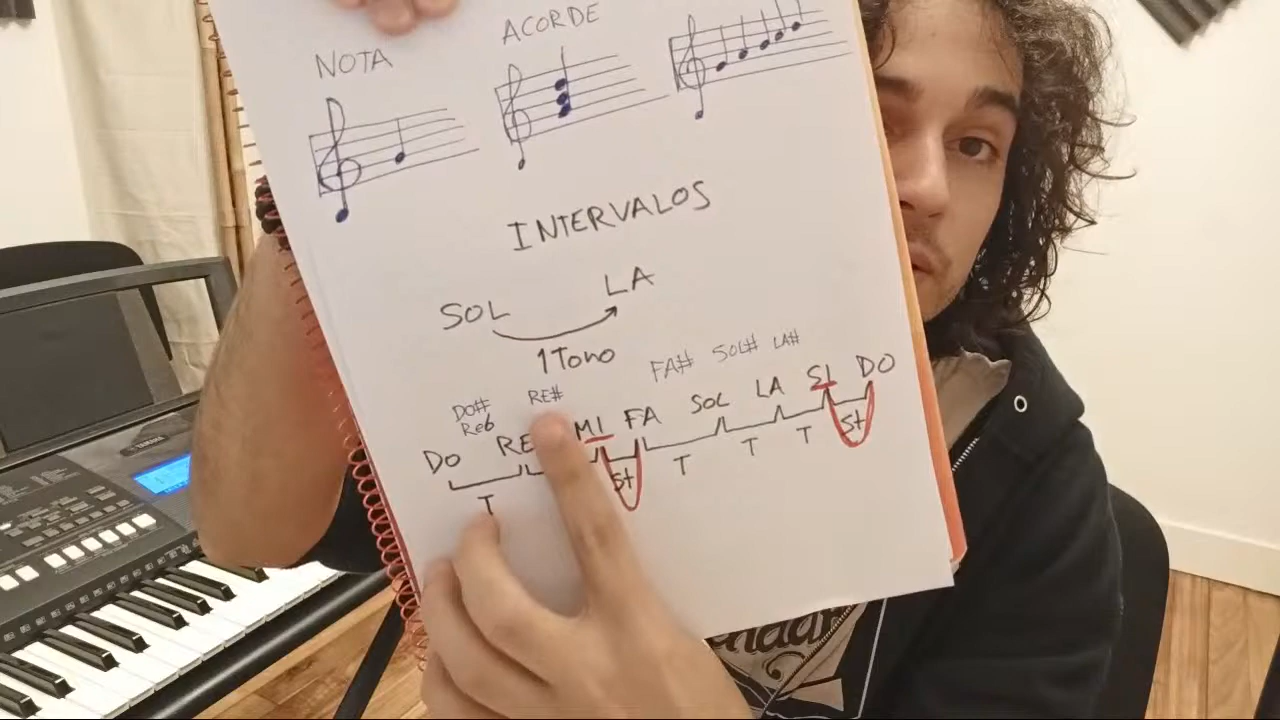 NOTA
ACORDE
INTERVALOS
SOL LA
1Tono
DO# RE# FA# SOL# LA#
Reb
DO RE MI FA SOL LA SI DO
T St T T T St